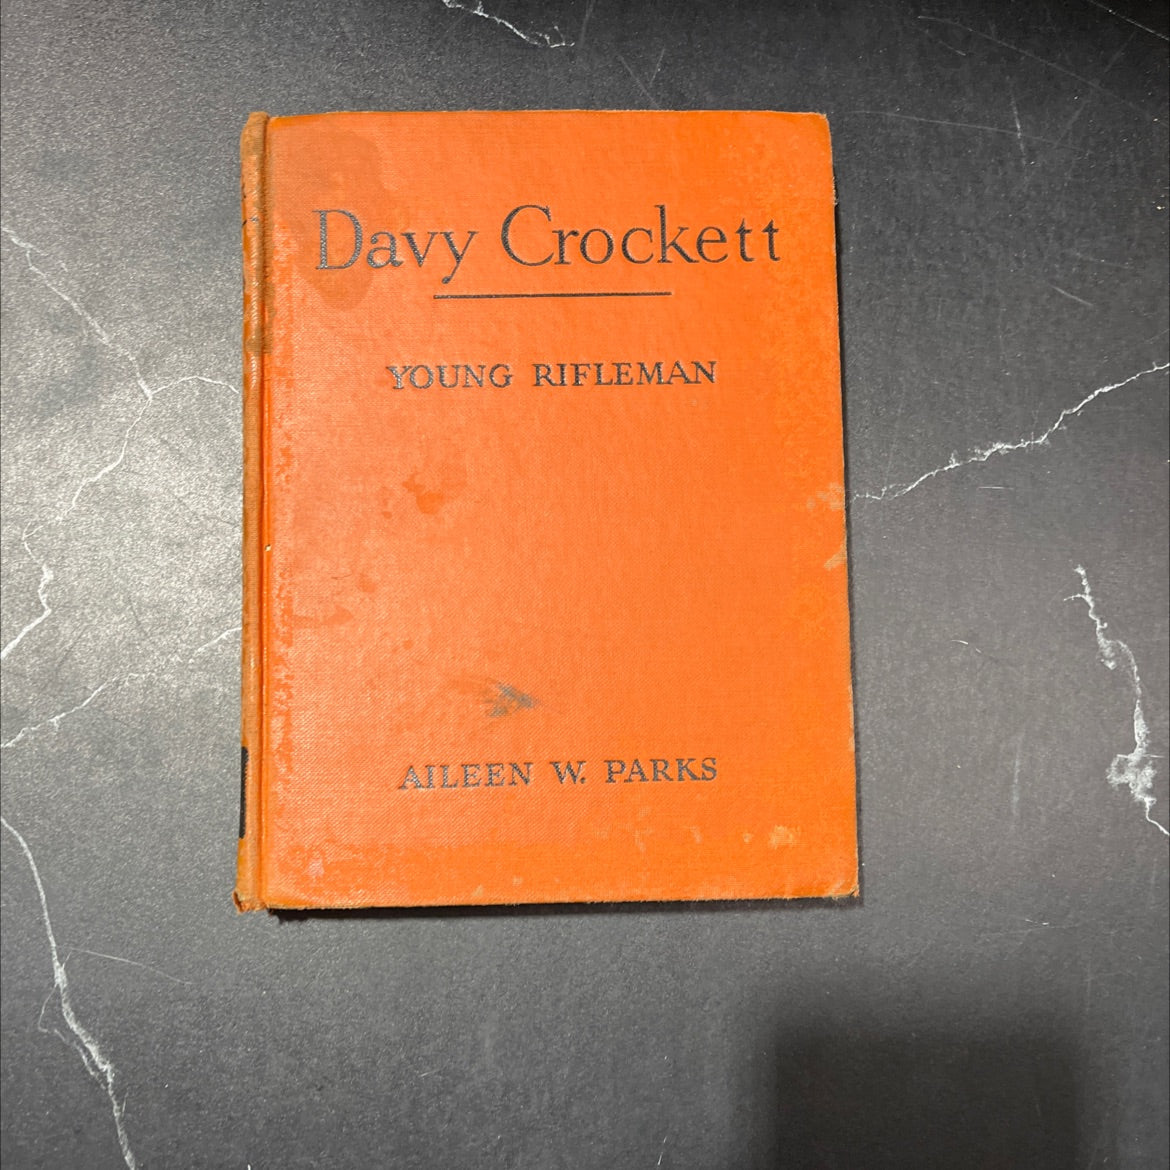 Davy Crockett
YOUNG RIFLEMAN
AILEEN W. PARKS